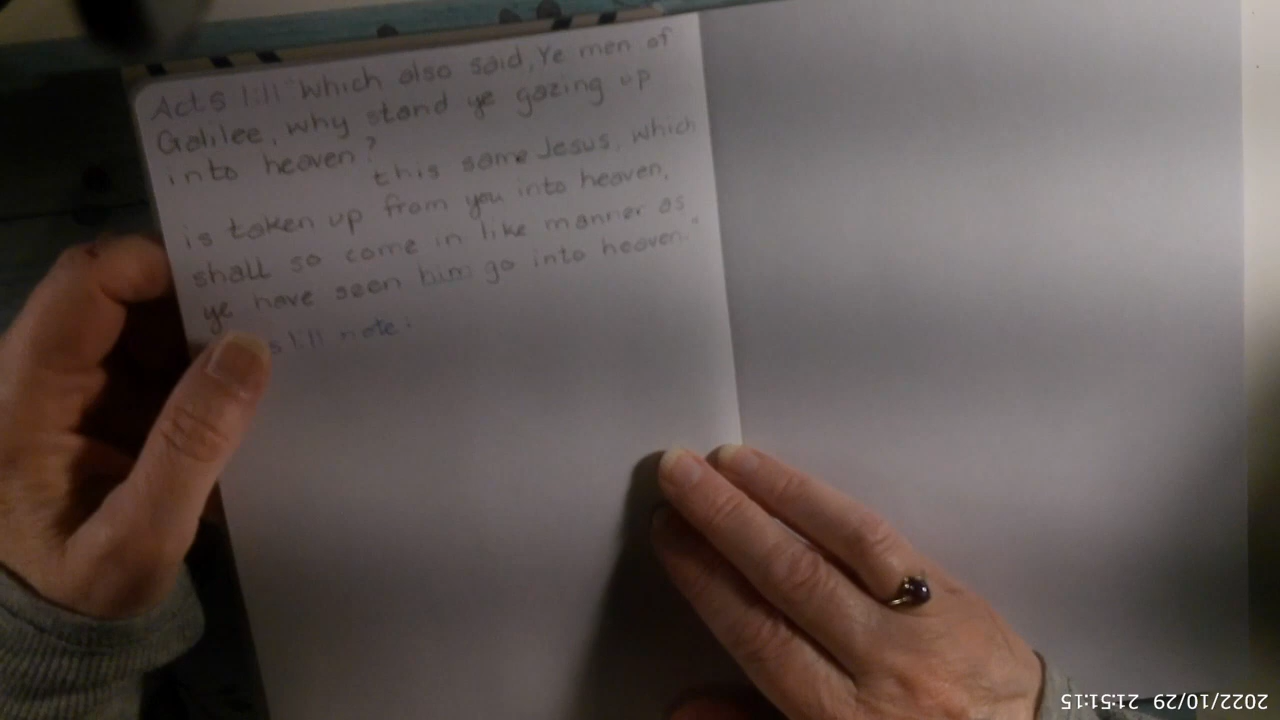 Acts 1:11 "Which also said, Ye men of
Galilee, why stand ye gazing up
into heaven?
this same Jesus, which
is taken up from you into heaven,
shall so come in like manner as
ye have seen him go into heaven."
s 1:11 note:
2022/10/29 21:51:15